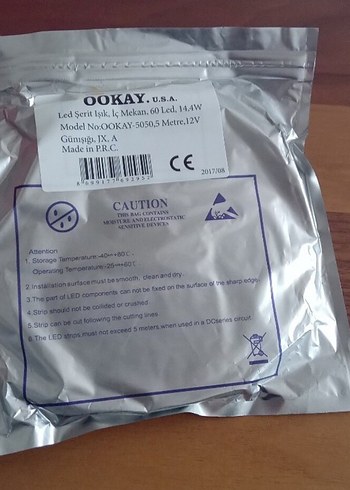 OOKAY. U.S.A.
Led Şerit Işık, İç Mekan, 60 Led, 14,4W
Model No:OOKAY-5050,5 Metre,12V
Günışığı, JX, A
Made in P.R.C.
CE
2017/08
CAUTION
THIS BAG CONTAINS
MOISTURE AND ELECTROSTATIC
SENSITIVE DEVICES
Attention
1. Storage Temperature:-40~+80℃,
Operating Temperature:-25~+60℃
2.Installation surface must be smooth, clean and dry.
3.The part of LED components can not be fixed on the surface of the sharp edge.
4.Strip should not be collided or crushed
5.Strip can be cut following the cutting lines
6.The LED strips must not exceed 5 meters when used in a DC series circuit.